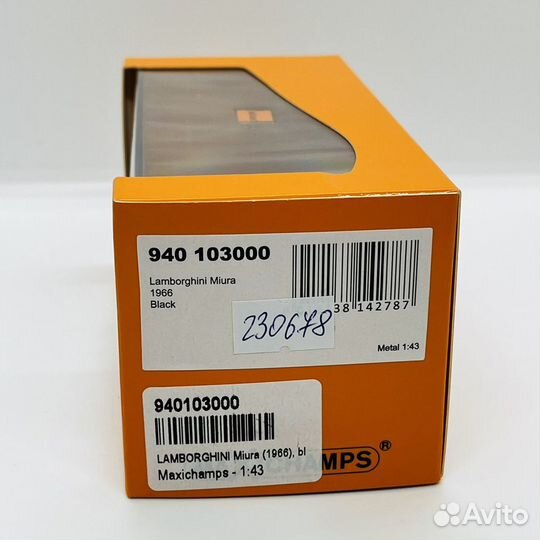 940 103000
Lamborghini Miura
1966
Black
38 142787
230678
Metal 1:43
940103000
LAMBORGHINI Miura (1966), bl
Maxichamps - 1:43
CHAMPS®
Avito